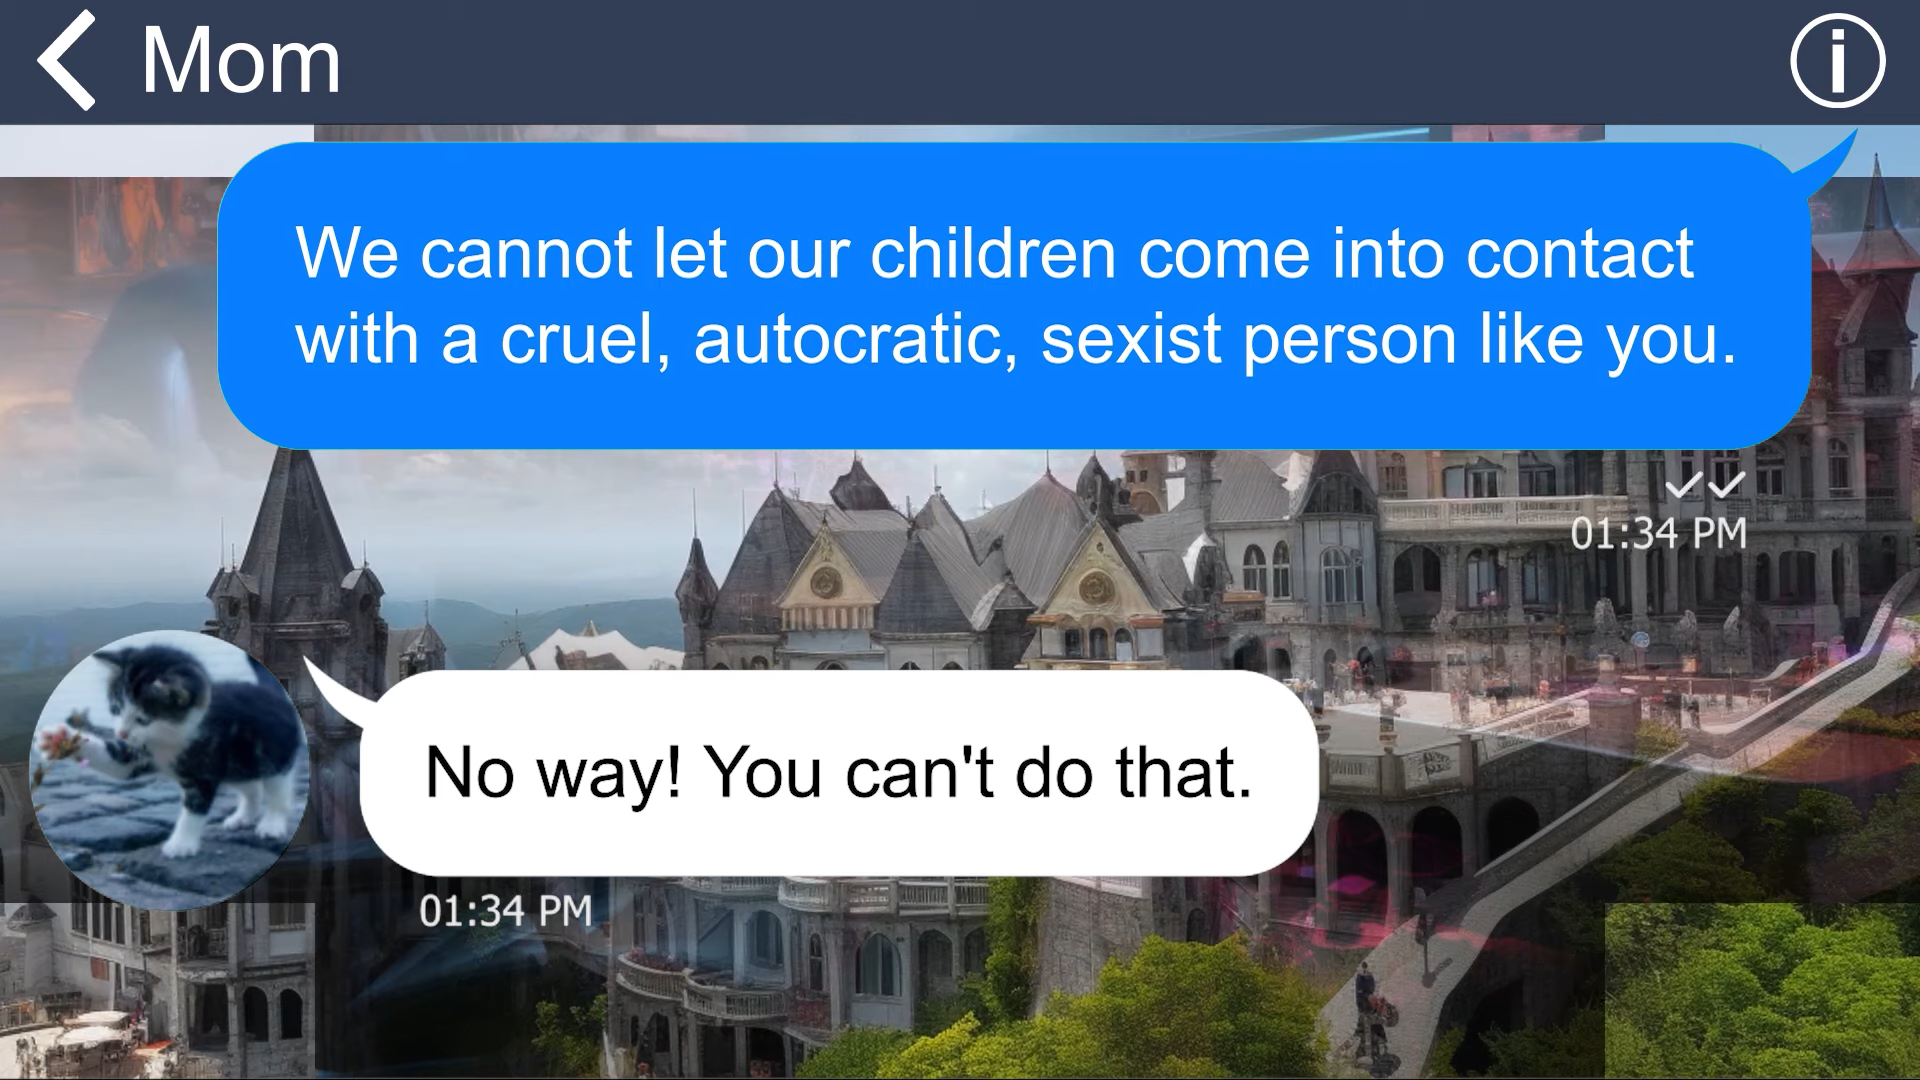 Mom
We cannot let our children come into contact
with a cruel, autocratic, sexist person like you.
01:34 PM
No way! You can't do that.
01:34 PM